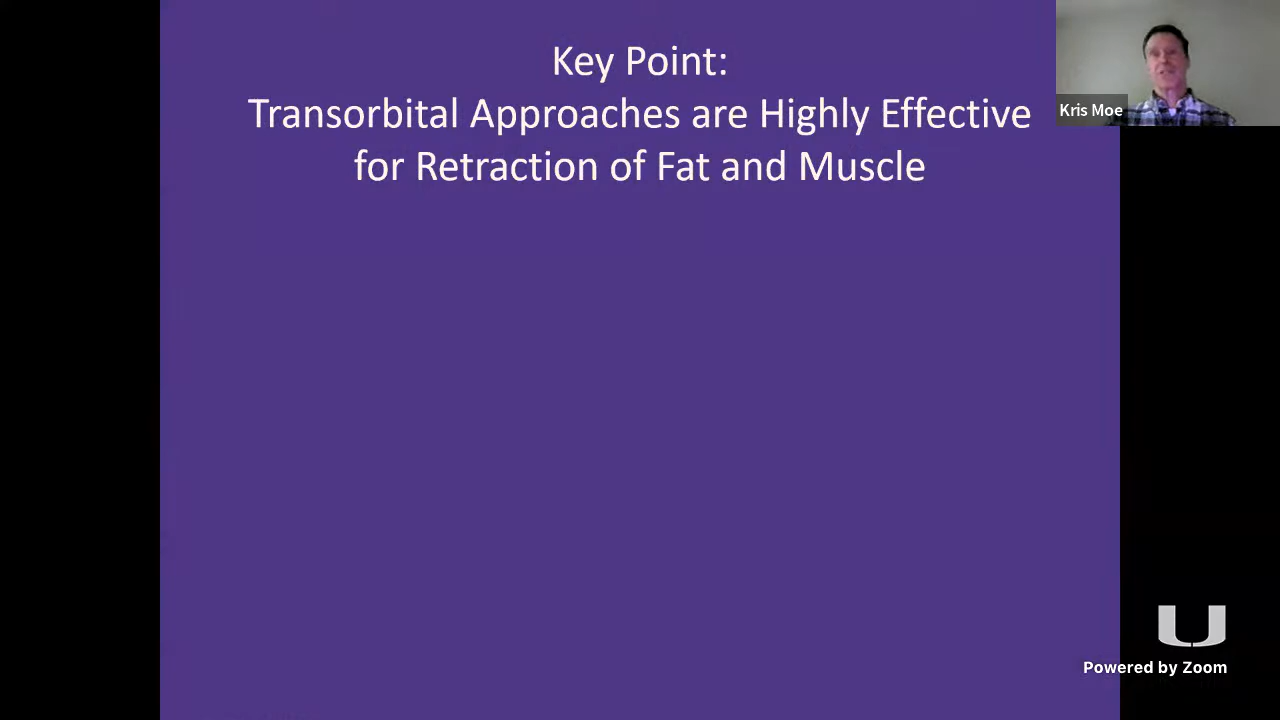 Key Point:
Transorbital Approaches are Highly Effective
for Retraction of Fat and Muscle
Kris Moe
U
Powered by Zoom